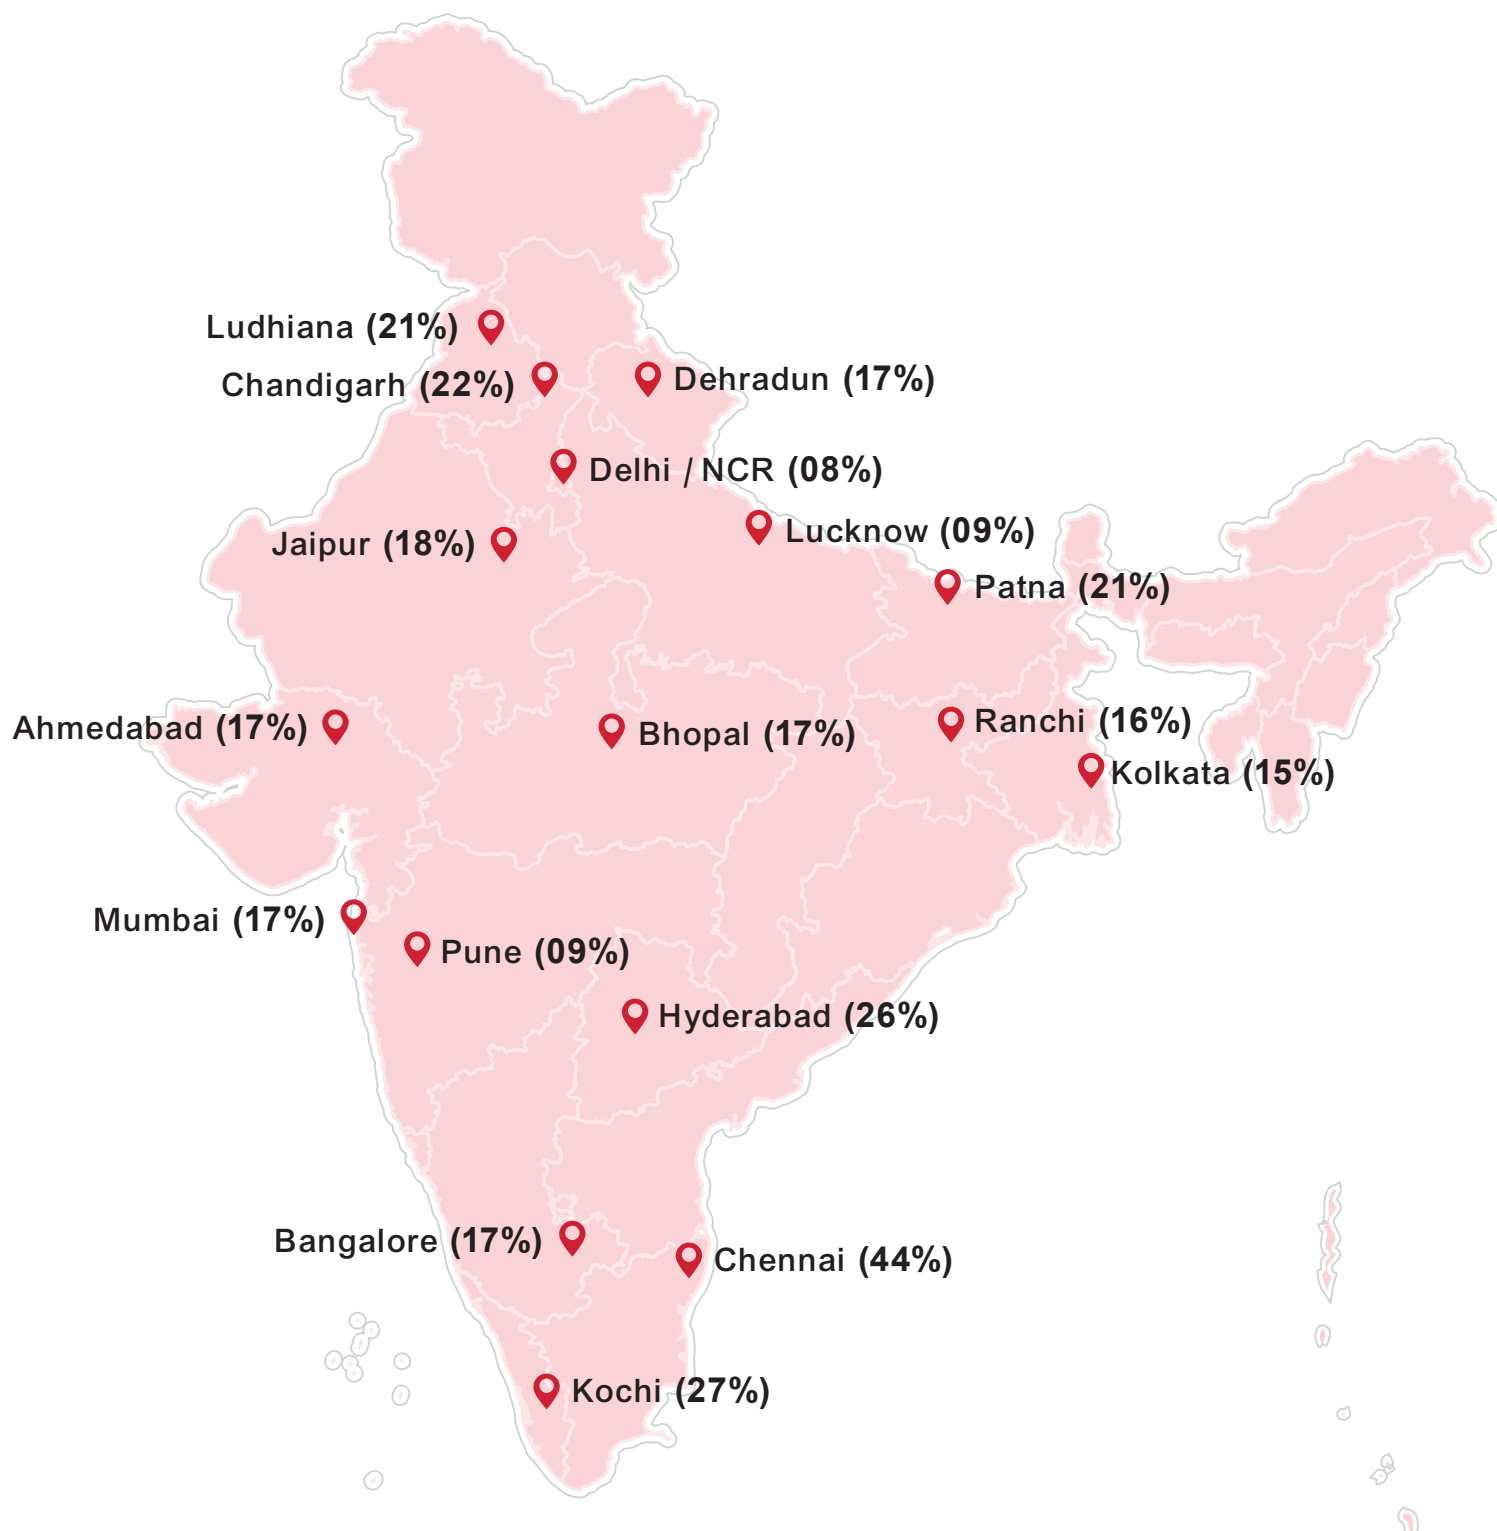 Ludhiana (21%)
Chandigarh (22%)
Dehradun (17%)
Delhi / NCR (08%)
Lucknow (09%)
Jaipur (18%)
Patna (21%)
Ahmedabad (17%)
Bhopal (17%)
Ranchi (16%)
Kolkata (15%)
Mumbai (17%)
Pune (09%)
Hyderabad (26%)
Bangalore (17%)
Chennai (44%)
Kochi (27%)